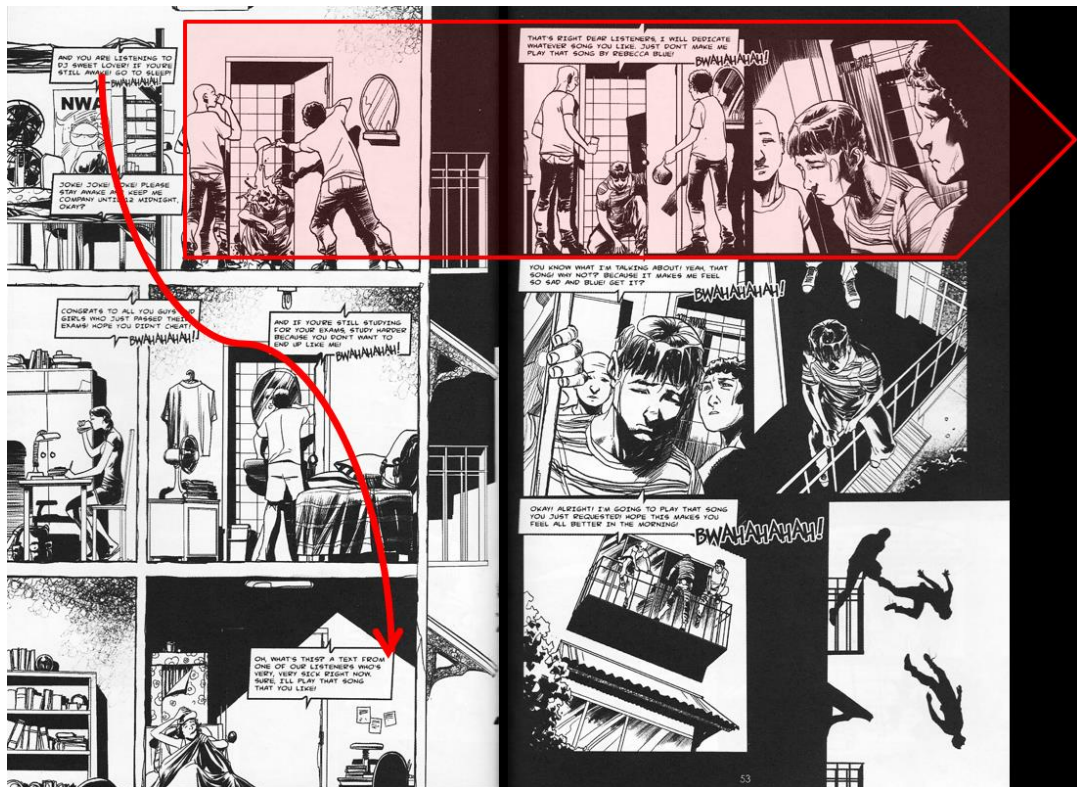 AND YOU ARE LISTENING TO
DJ SWEET LOVER! IF YOU'RE
STILL AWAKE! GO TO SLEEP!
BWAHAHAHAH!
NWA
JOKE! JOKE! JOKE! PLEASE
STAY AWAKE AND KEEP ME
COMPANY UNTIL 12 MIDNIGHT,
OKAY?
CONGRATS TO ALL YOU GUYS AND
GIRLS WHO JUST PASSED THEIR
EXAMS! HOPE YOU DIDN'T CHEAT!
BWAHAHAHAH!
AND IF YOU'RE STILL STUDYING
FOR YOUR EXAMS, STUDY HARDER
BECAUSE YOU DON'T WANT TO
END UP LIKE ME!
BWAHAHAHAH!
OH, WHAT'S THIS? A TEXT FROM
ONE OF OUR LISTENERS WHO'S
VERY, VERY SICK RIGHT NOW.
SURE, I'LL PLAY THAT SONG
THAT YOU LIKE!
THAT'S RIGHT DEAR LISTENERS, I WILL DEDICATE
WHATEVER SONG YOU LIKE. JUST DON'T MAKE ME
PLAY THAT SONG BY REBECCA BLUE!
BWAHAHAHAH!
YOU KNOW WHAT I'M TALKING ABOUT! YEAH, THAT
SONG! WHY NOT? BECAUSE IT MAKES ME FEEL
SO SAD AND BLUE! GET IT?
BWAHAHAHAH!
OKAY! ALRIGHT! I'M GOING TO PLAY THAT SONG
YOU JUST REQUESTED! HOPE THIS MAKES YOU
FEEL ALL BETTER IN THE MORNING!
BWAHAHAHAH!
53